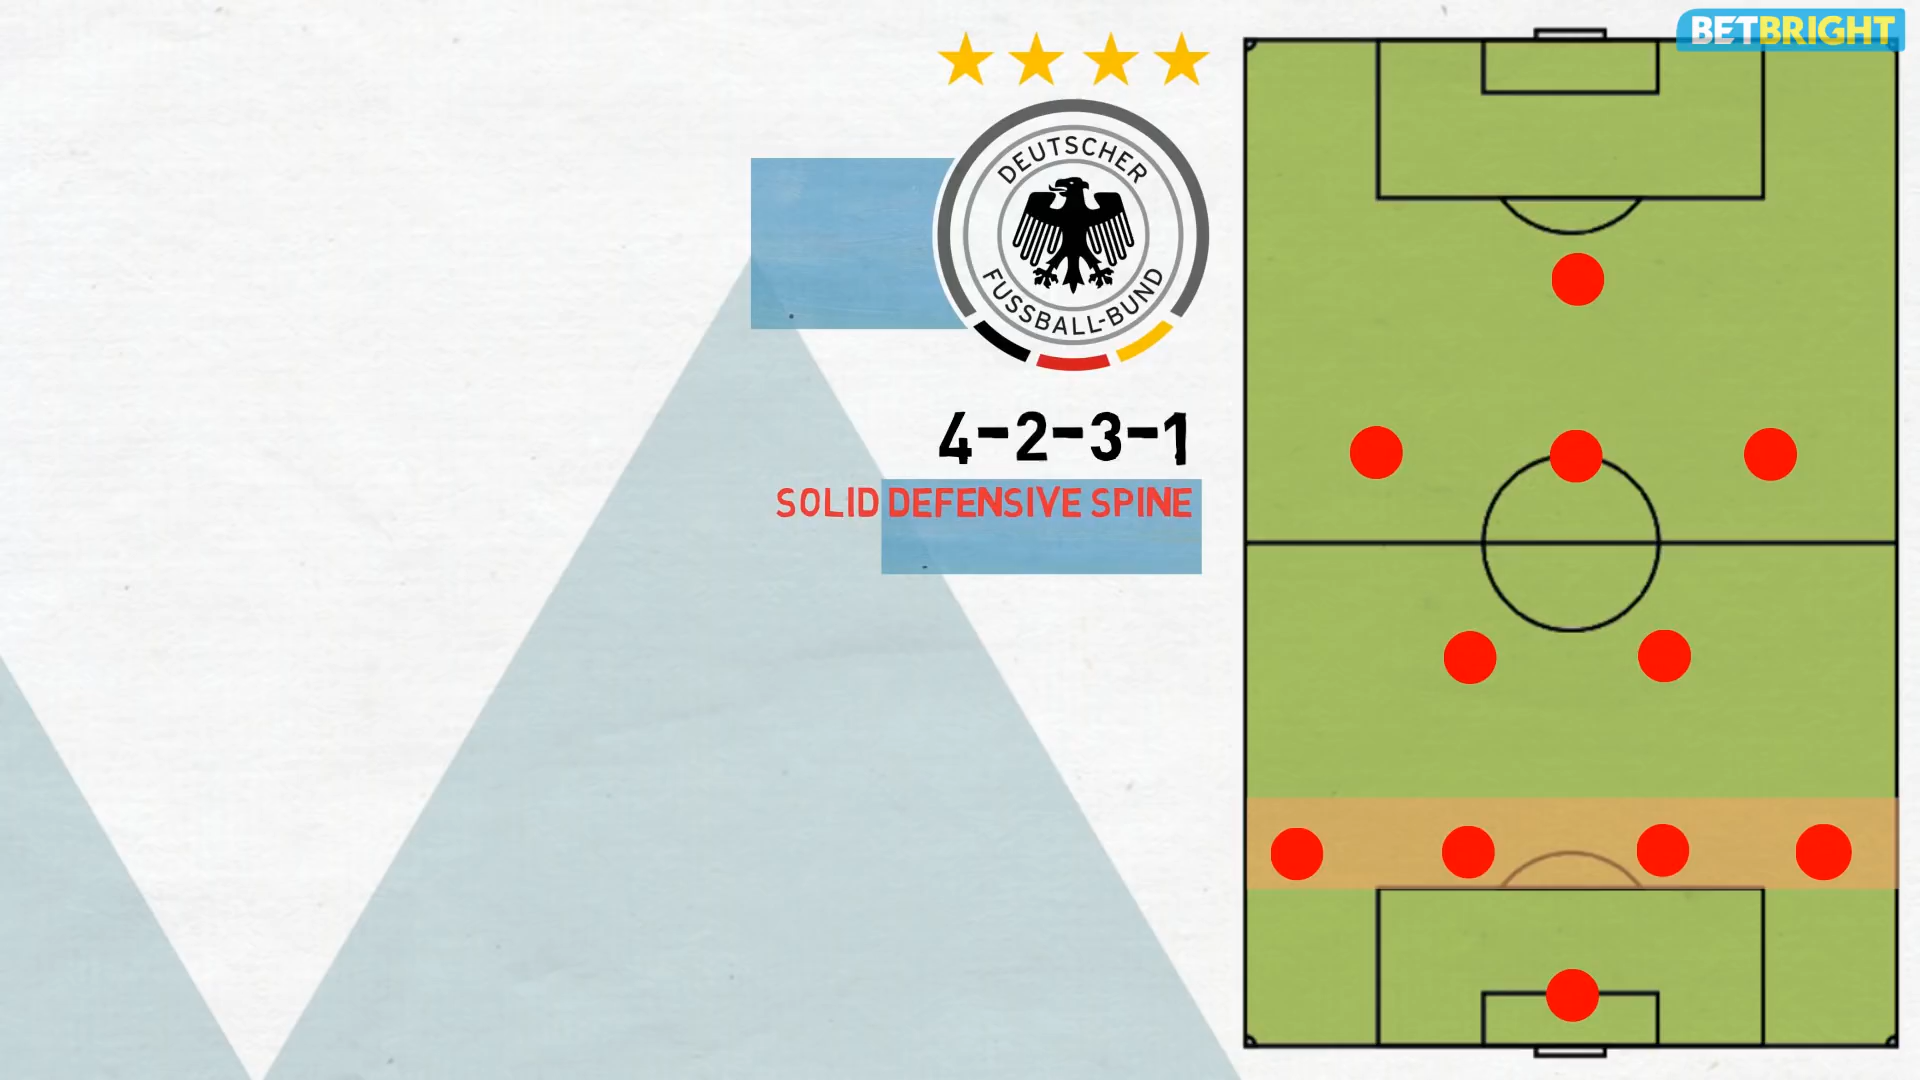 BETBRIGHT
DEUTSCHER
FUSSBALL-BUND
4-2-3-1
SOLID DEFENSIVE SPINE